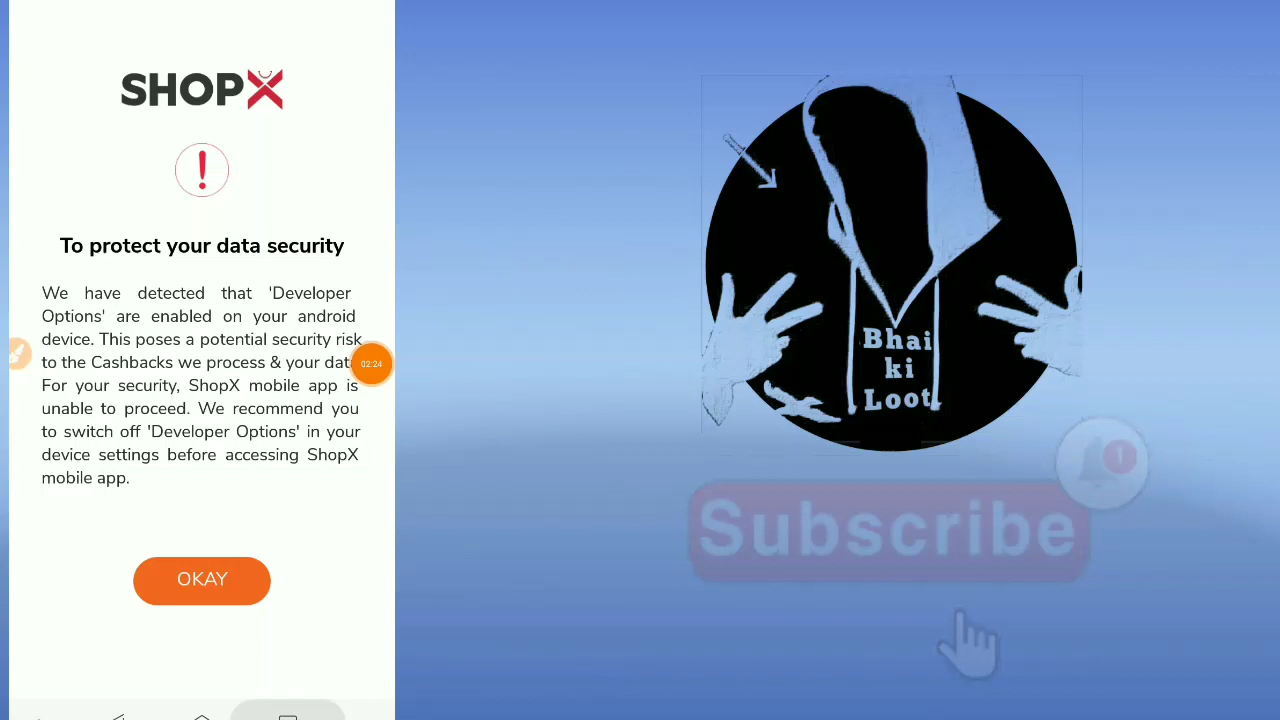 SHOPX
!
To protect your data security
We have detected that 'Developer
Options' are enabled on your android
device. This poses a potential security risk
to the Cashbacks we process & your dat
For your security, ShopX mobile app is
unable to proceed. We recommend you
to switch off 'Developer Options' in your
device settings before accessing ShopX
mobile app.
OKAY
02:24
Bhai
ki
Loot
1
Subscribe